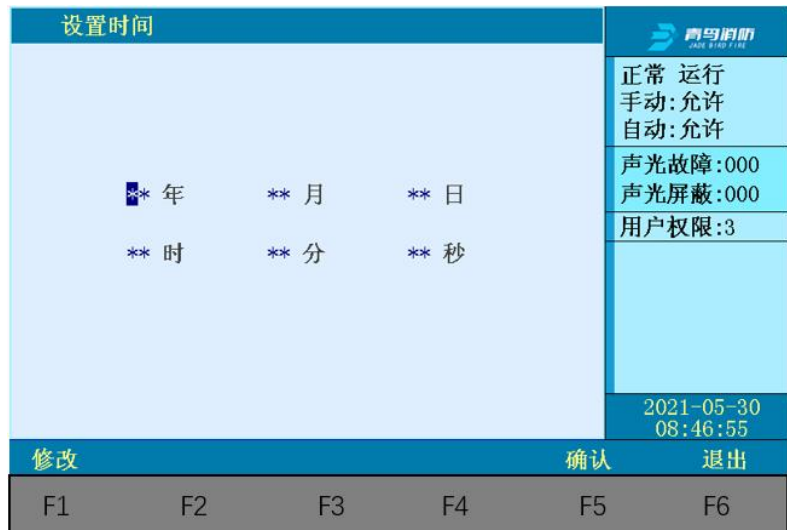 设置时间
** 年 ** 月 ** 日
** 时 ** 分 ** 秒
青鸟消防
JADE BIRD FIRE
正常 运行
手动:允许
自动:允许
声光故障:000
声光屏蔽:000
用户权限:3
2021-05-30
08:46:55
修改 确认 退出
F1 F2 F3 F4 F5 F6